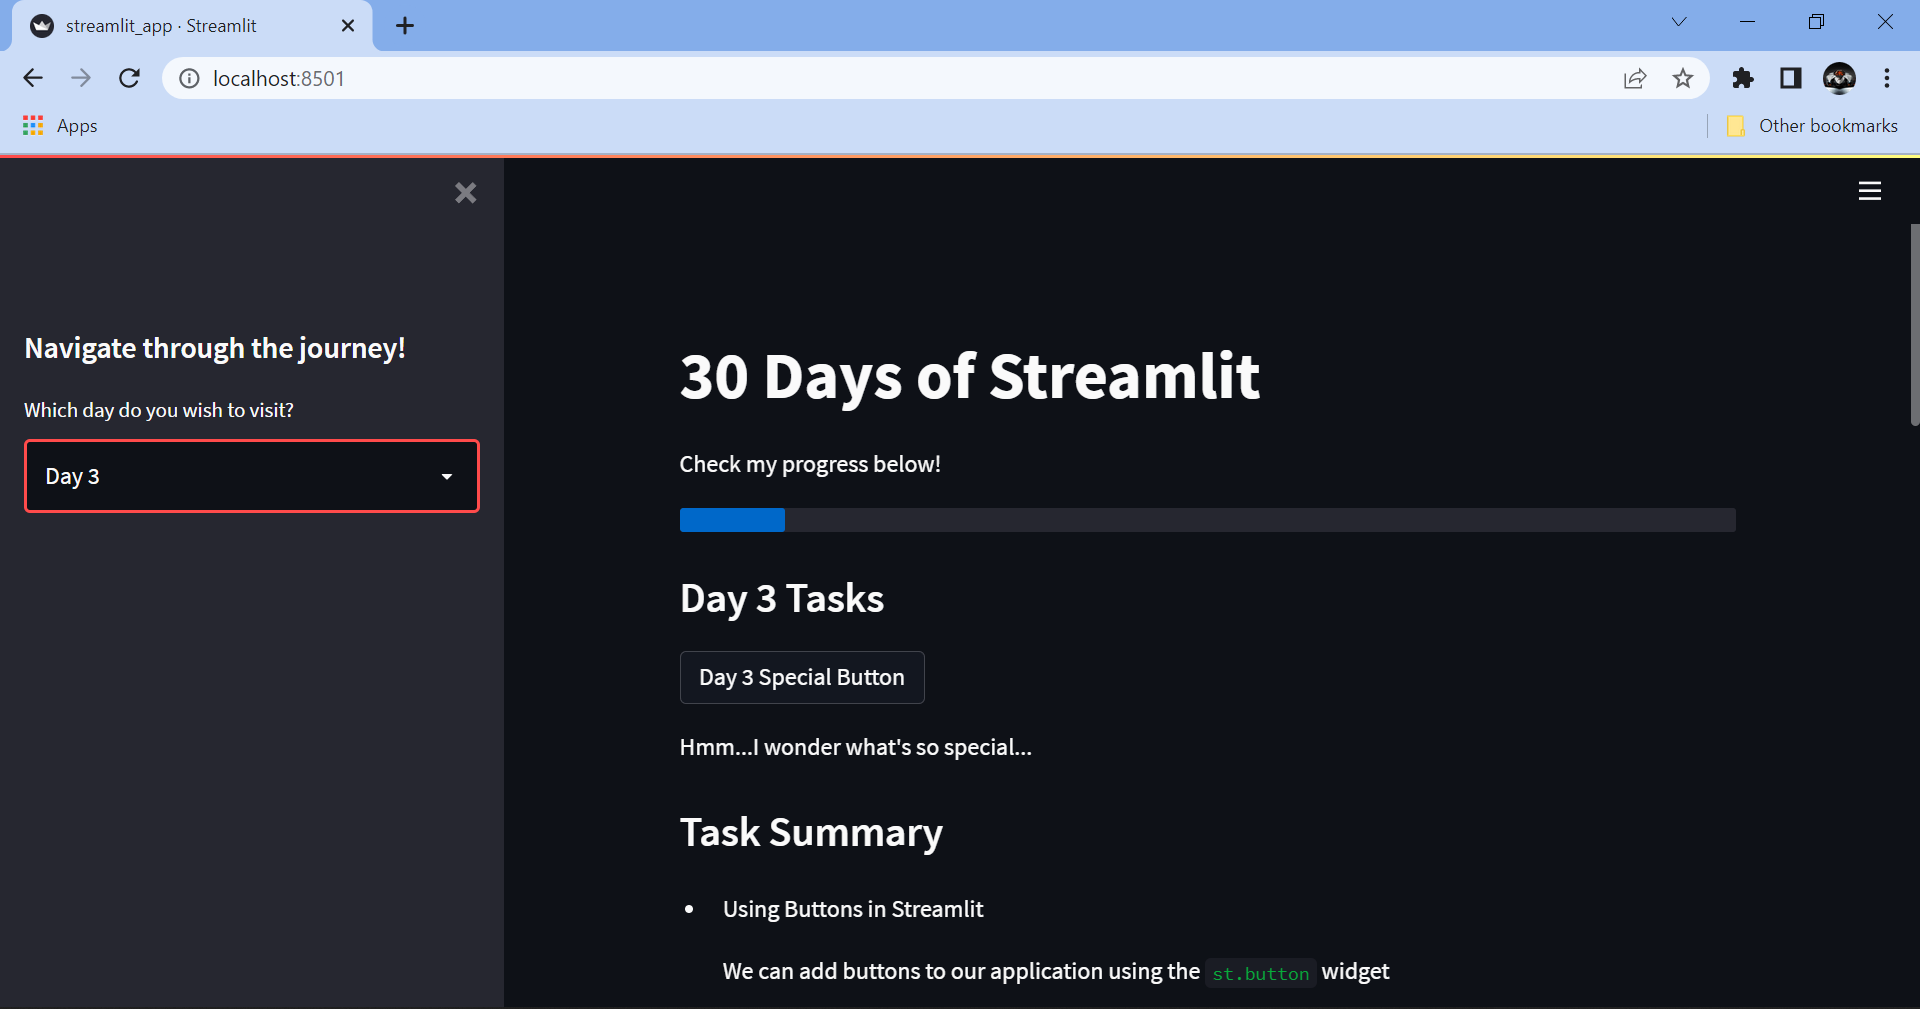 streamlit_app · Streamlit
localhost:8501
Apps
Other bookmarks
Navigate through the journey!
Which day do you wish to visit?
Day 3
30 Days of Streamlit
Check my progress below!
Day 3 Tasks
Day 3 Special Button
Hmm...I wonder what's so special...
Task Summary
• Using Buttons in Streamlit
We can add buttons to our application using the st.button widget